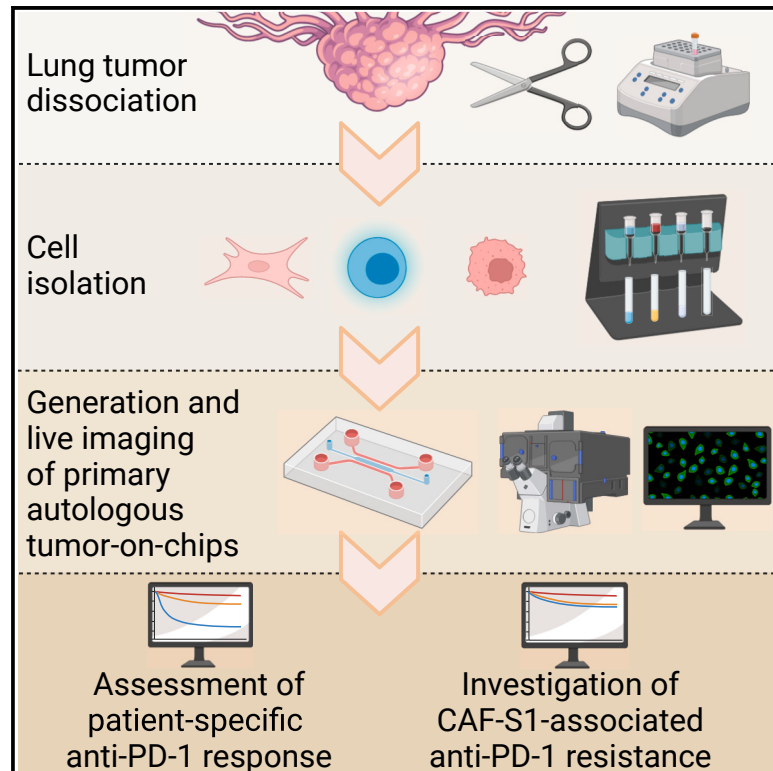 Lung tumor
dissociation
Cell
isolation
Generation and
live imaging
of primary
autologous
tumor-on-chips
Assessment of
patient-specific
anti-PD-1 response
Investigation of
CAF-S1-associated
anti-PD-1 resistance